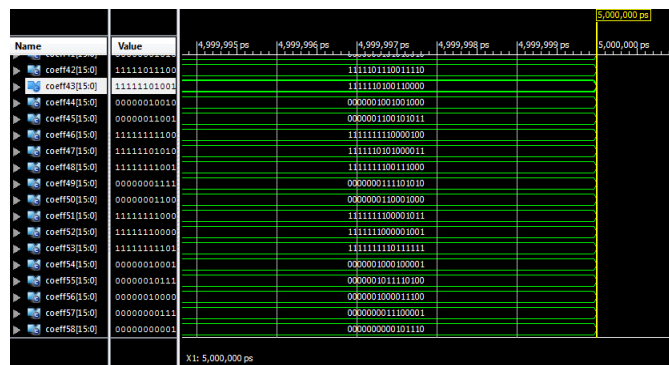 5,000,000 ps
Name Value 4,999,995 ps 4,999,996 ps 4,999,997 ps 4,999,998 ps 4,999,999 ps 5,000,000 ps
coeff42[15:0] 11111011100 1111101110011110
coeff43[15:0] 11111101001 1111110100110000
coeff44[15:0] 00000010010 0000001001001000
coeff45[15:0] 00000011001 0000001100101011
coeff46[15:0] 11111111100 1111111110000100
coeff47[15:0] 11111101010 1111110101000011
coeff48[15:0] 11111111001 1111111100111000
coeff49[15:0] 00000001111 0000000111101010
coeff50[15:0] 00000001100 0000000110001000
coeff51[15:0] 11111111000 1111111100001011
coeff52[15:0] 11111110000 1111111000001001
coeff53[15:0] 11111111101 1111111110111111
coeff54[15:0] 00000010001 0000001000100001
coeff55[15:0] 00000010111 0000001011110100
coeff56[15:0] 00000010000 0000001000011100
coeff57[15:0] 00000000111 0000000011100001
coeff58[15:0] 00000000001 0000000000101110
X1: 5,000,000 ps